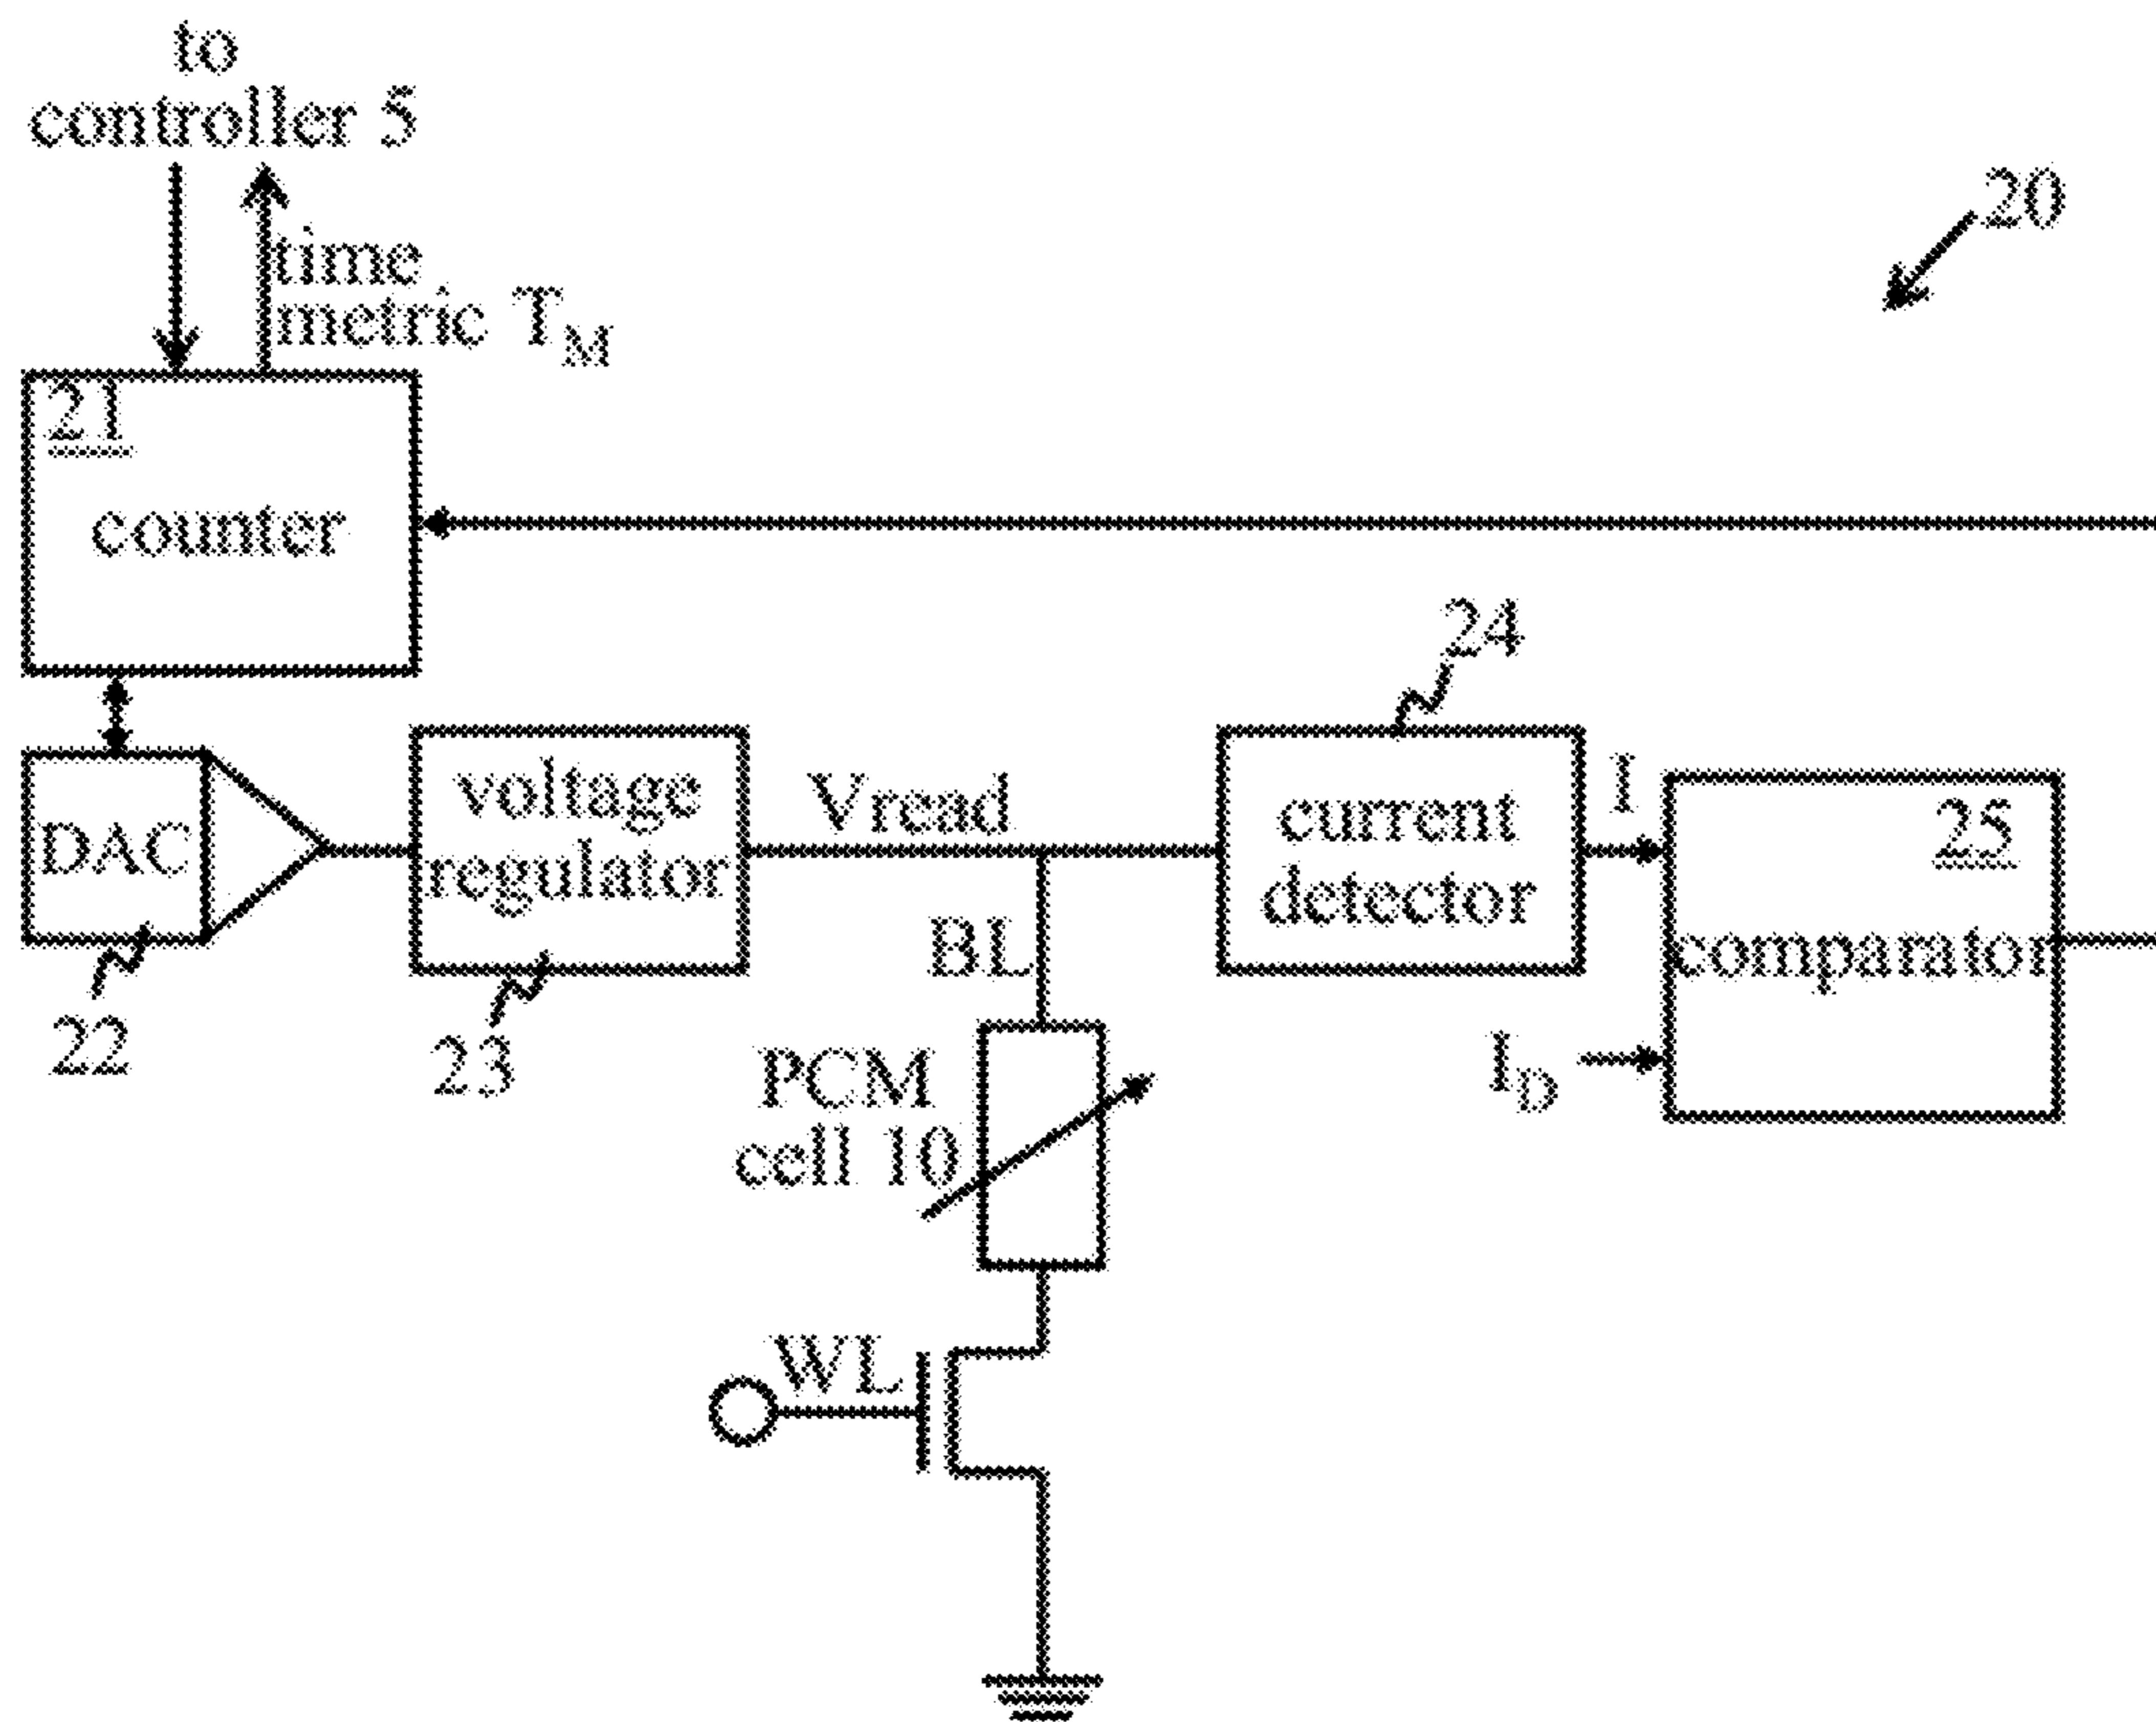 to
controller 5
time
metric T_M
20
21
counter
24
voltage
regulator
Vread
current
detector
I
25
comparator
DAC
BL
22
23
PCM
cell 10
I_D
WL